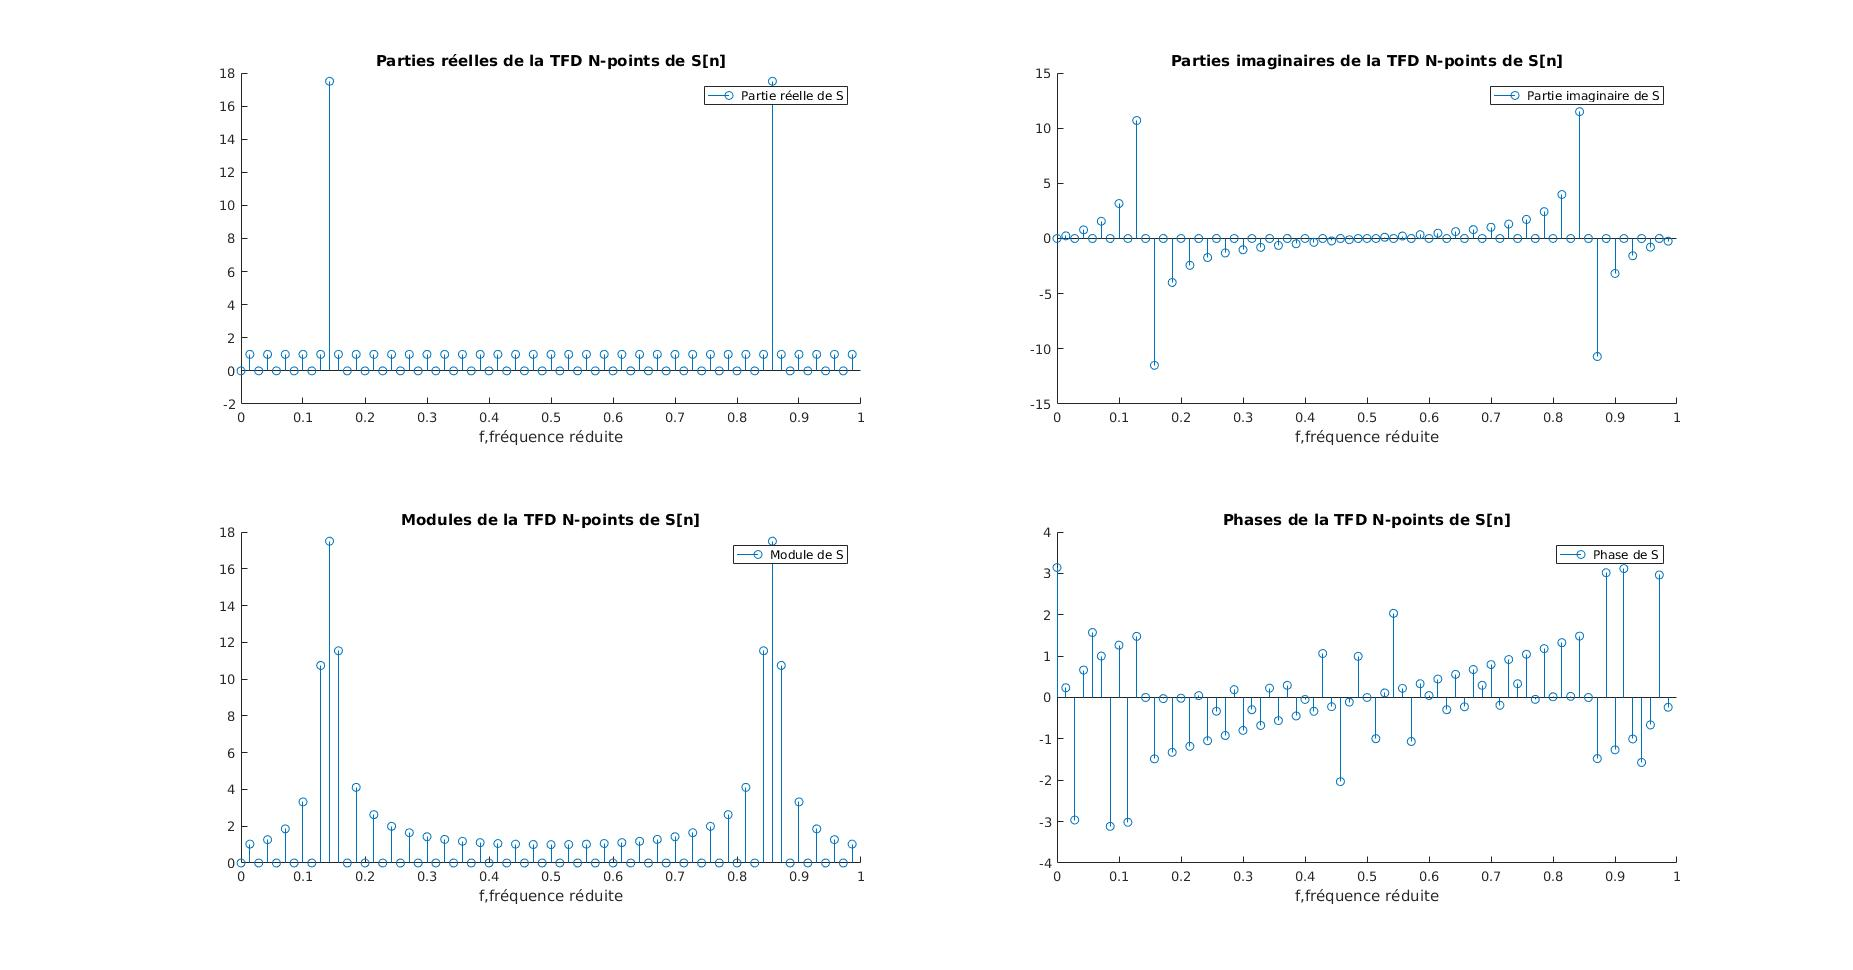 Parties réelles de la TFD N-points de S[n]
18
16
14
12
10
8
6
4
2
0
-2
Partie réelle de S
0 0.1 0.2 0.3 0.4 0.5 0.6 0.7 0.8 0.9 1
f,fréquence réduite
Parties imaginaires de la TFD N-points de S[n]
15
10
5
0
-5
-10
-15
Partie imaginaire de S
0 0.1 0.2 0.3 0.4 0.5 0.6 0.7 0.8 0.9 1
f,fréquence réduite
Modules de la TFD N-points de S[n]
18
16
14
12
10
8
6
4
2
0
Module de S
0 0.1 0.2 0.3 0.4 0.5 0.6 0.7 0.8 0.9 1
f,fréquence réduite
Phases de la TFD N-points de S[n]
4
3
2
1
0
-1
-2
-3
-4
Phase de S
0 0.1 0.2 0.3 0.4 0.5 0.6 0.7 0.8 0.9 1
f,fréquence réduite